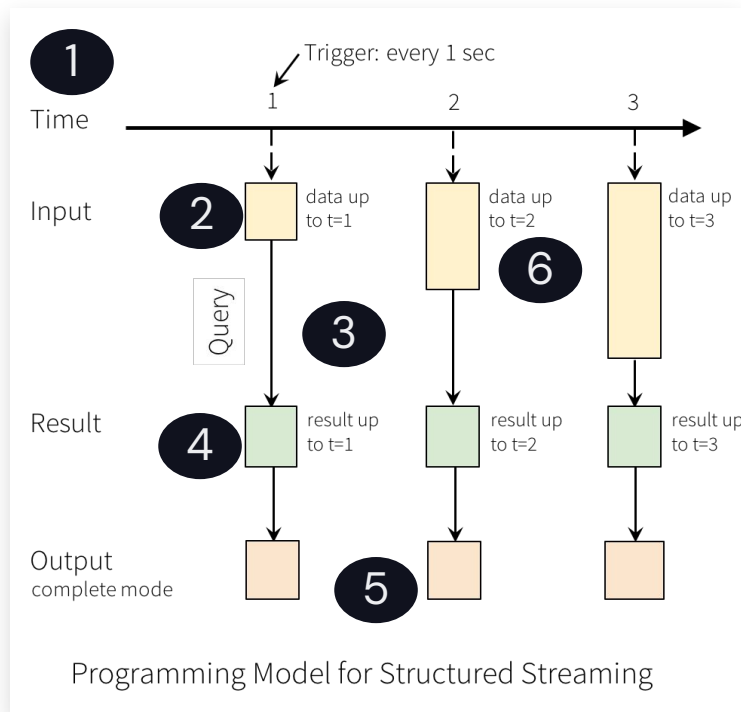 1
Trigger: every 1 sec
1
2
3
Time
Input
2
data up
to t=1
data up
to t=2
data up
to t=3
6
Query
3
Result
4
result up
to t=1
result up
to t=2
result up
to t=3
Output
complete mode
5
Programming Model for Structured Streaming